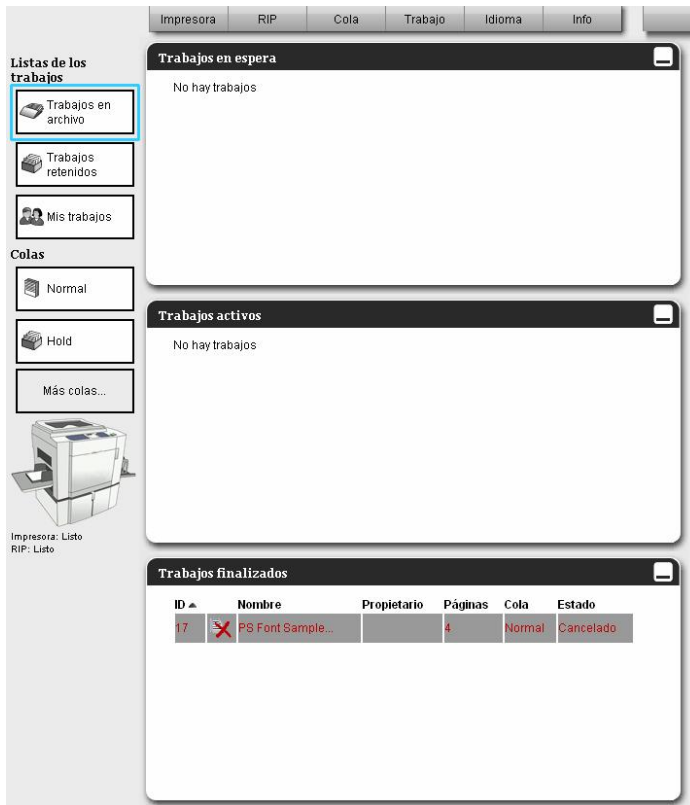 Impresora RIP Cola Trabajo Idioma Info
Listas de los
trabajos
Trabajos en
archivo
Trabajos
retenidos
Mis trabajos
Colas
Normal
Hold
Más colas...
Impresora: Listo
RIP: Listo
Trabajos en espera
No hay trabajos
Trabajos activos
No hay trabajos
Trabajos finalizados
ID Nombre Propietario Páginas Cola Estado
17 PS Font Sample... 4 Normal Cancelado